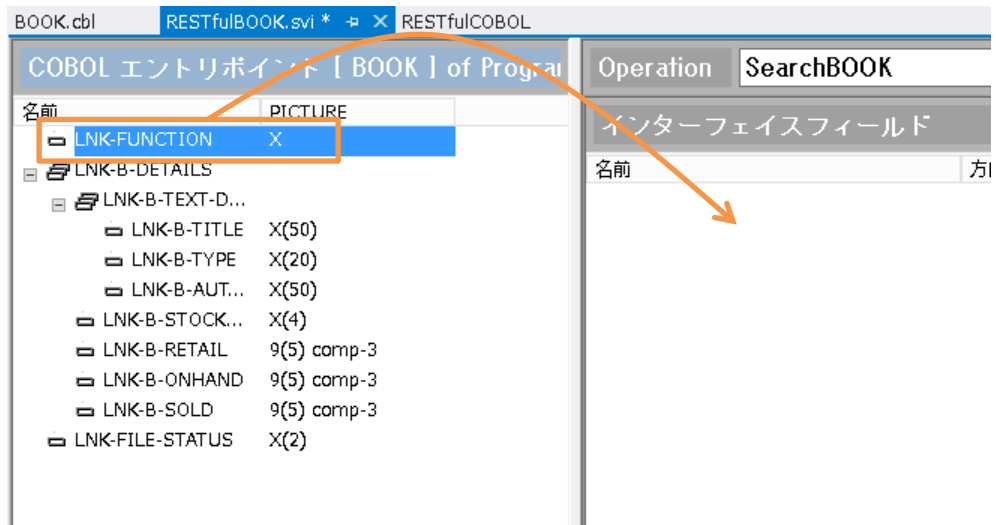 BOOK.cbl RESTfulBOOK.svi * RESTfulCOBOL
COBOL エントリポイント [ BOOK ] of
Operation SearchBOOK
名前 PICTURE
LNK-FUNCTION X
LNK-B-DETAILS
LNK-B-TEXT-D...
LNK-B-TITLE X(50)
LNK-B-TYPE X(20)
LNK-B-AUT... X(50)
LNK-B-STOCK... X(4)
LNK-B-RETAIL 9(5) comp-3
LNK-B-ONHAND 9(5) comp-3
LNK-B-SOLD 9(5) comp-3
LNK-FILE-STATUS X(2)
インターフェイスフィールド
名前